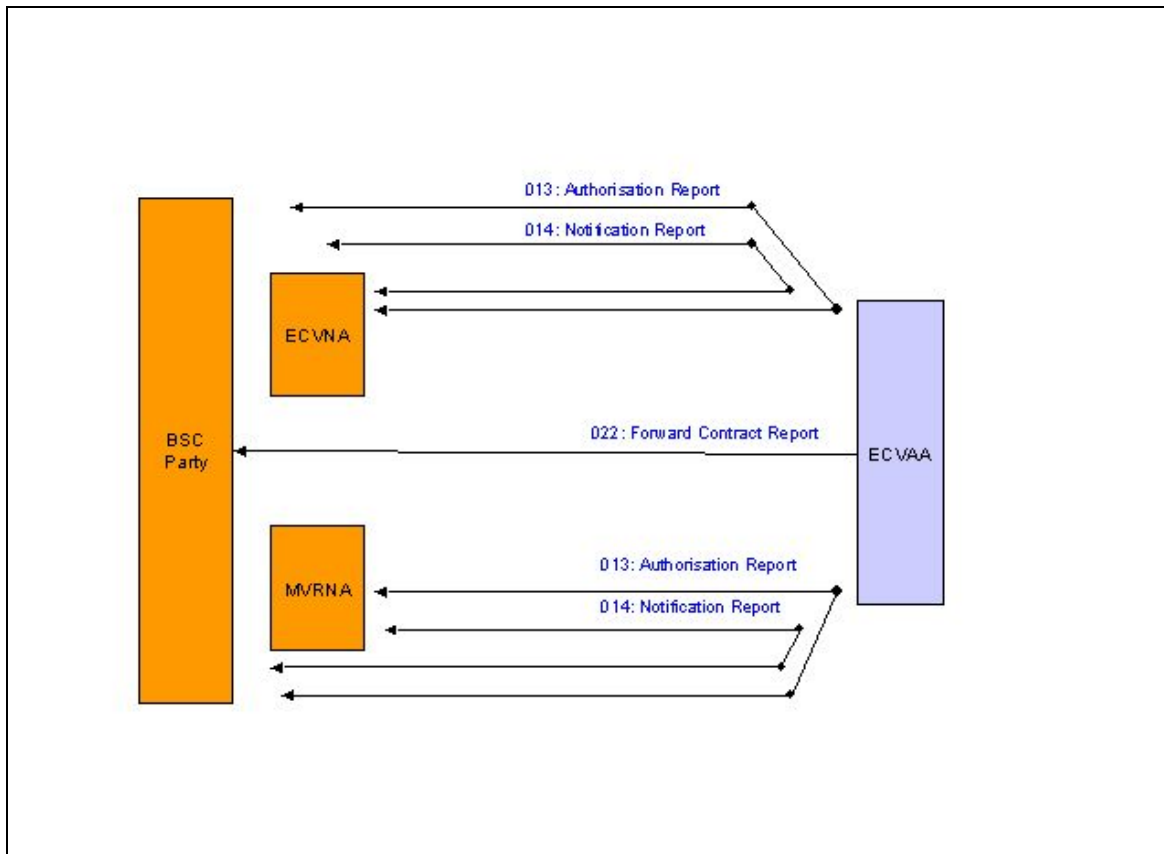 013: Authorisation Report
014: Notification Report
ECVNA
022: Forward Contract Report
BSC
Party
ECVAA
013: Authorisation Report
MVRNA
014: Notification Report